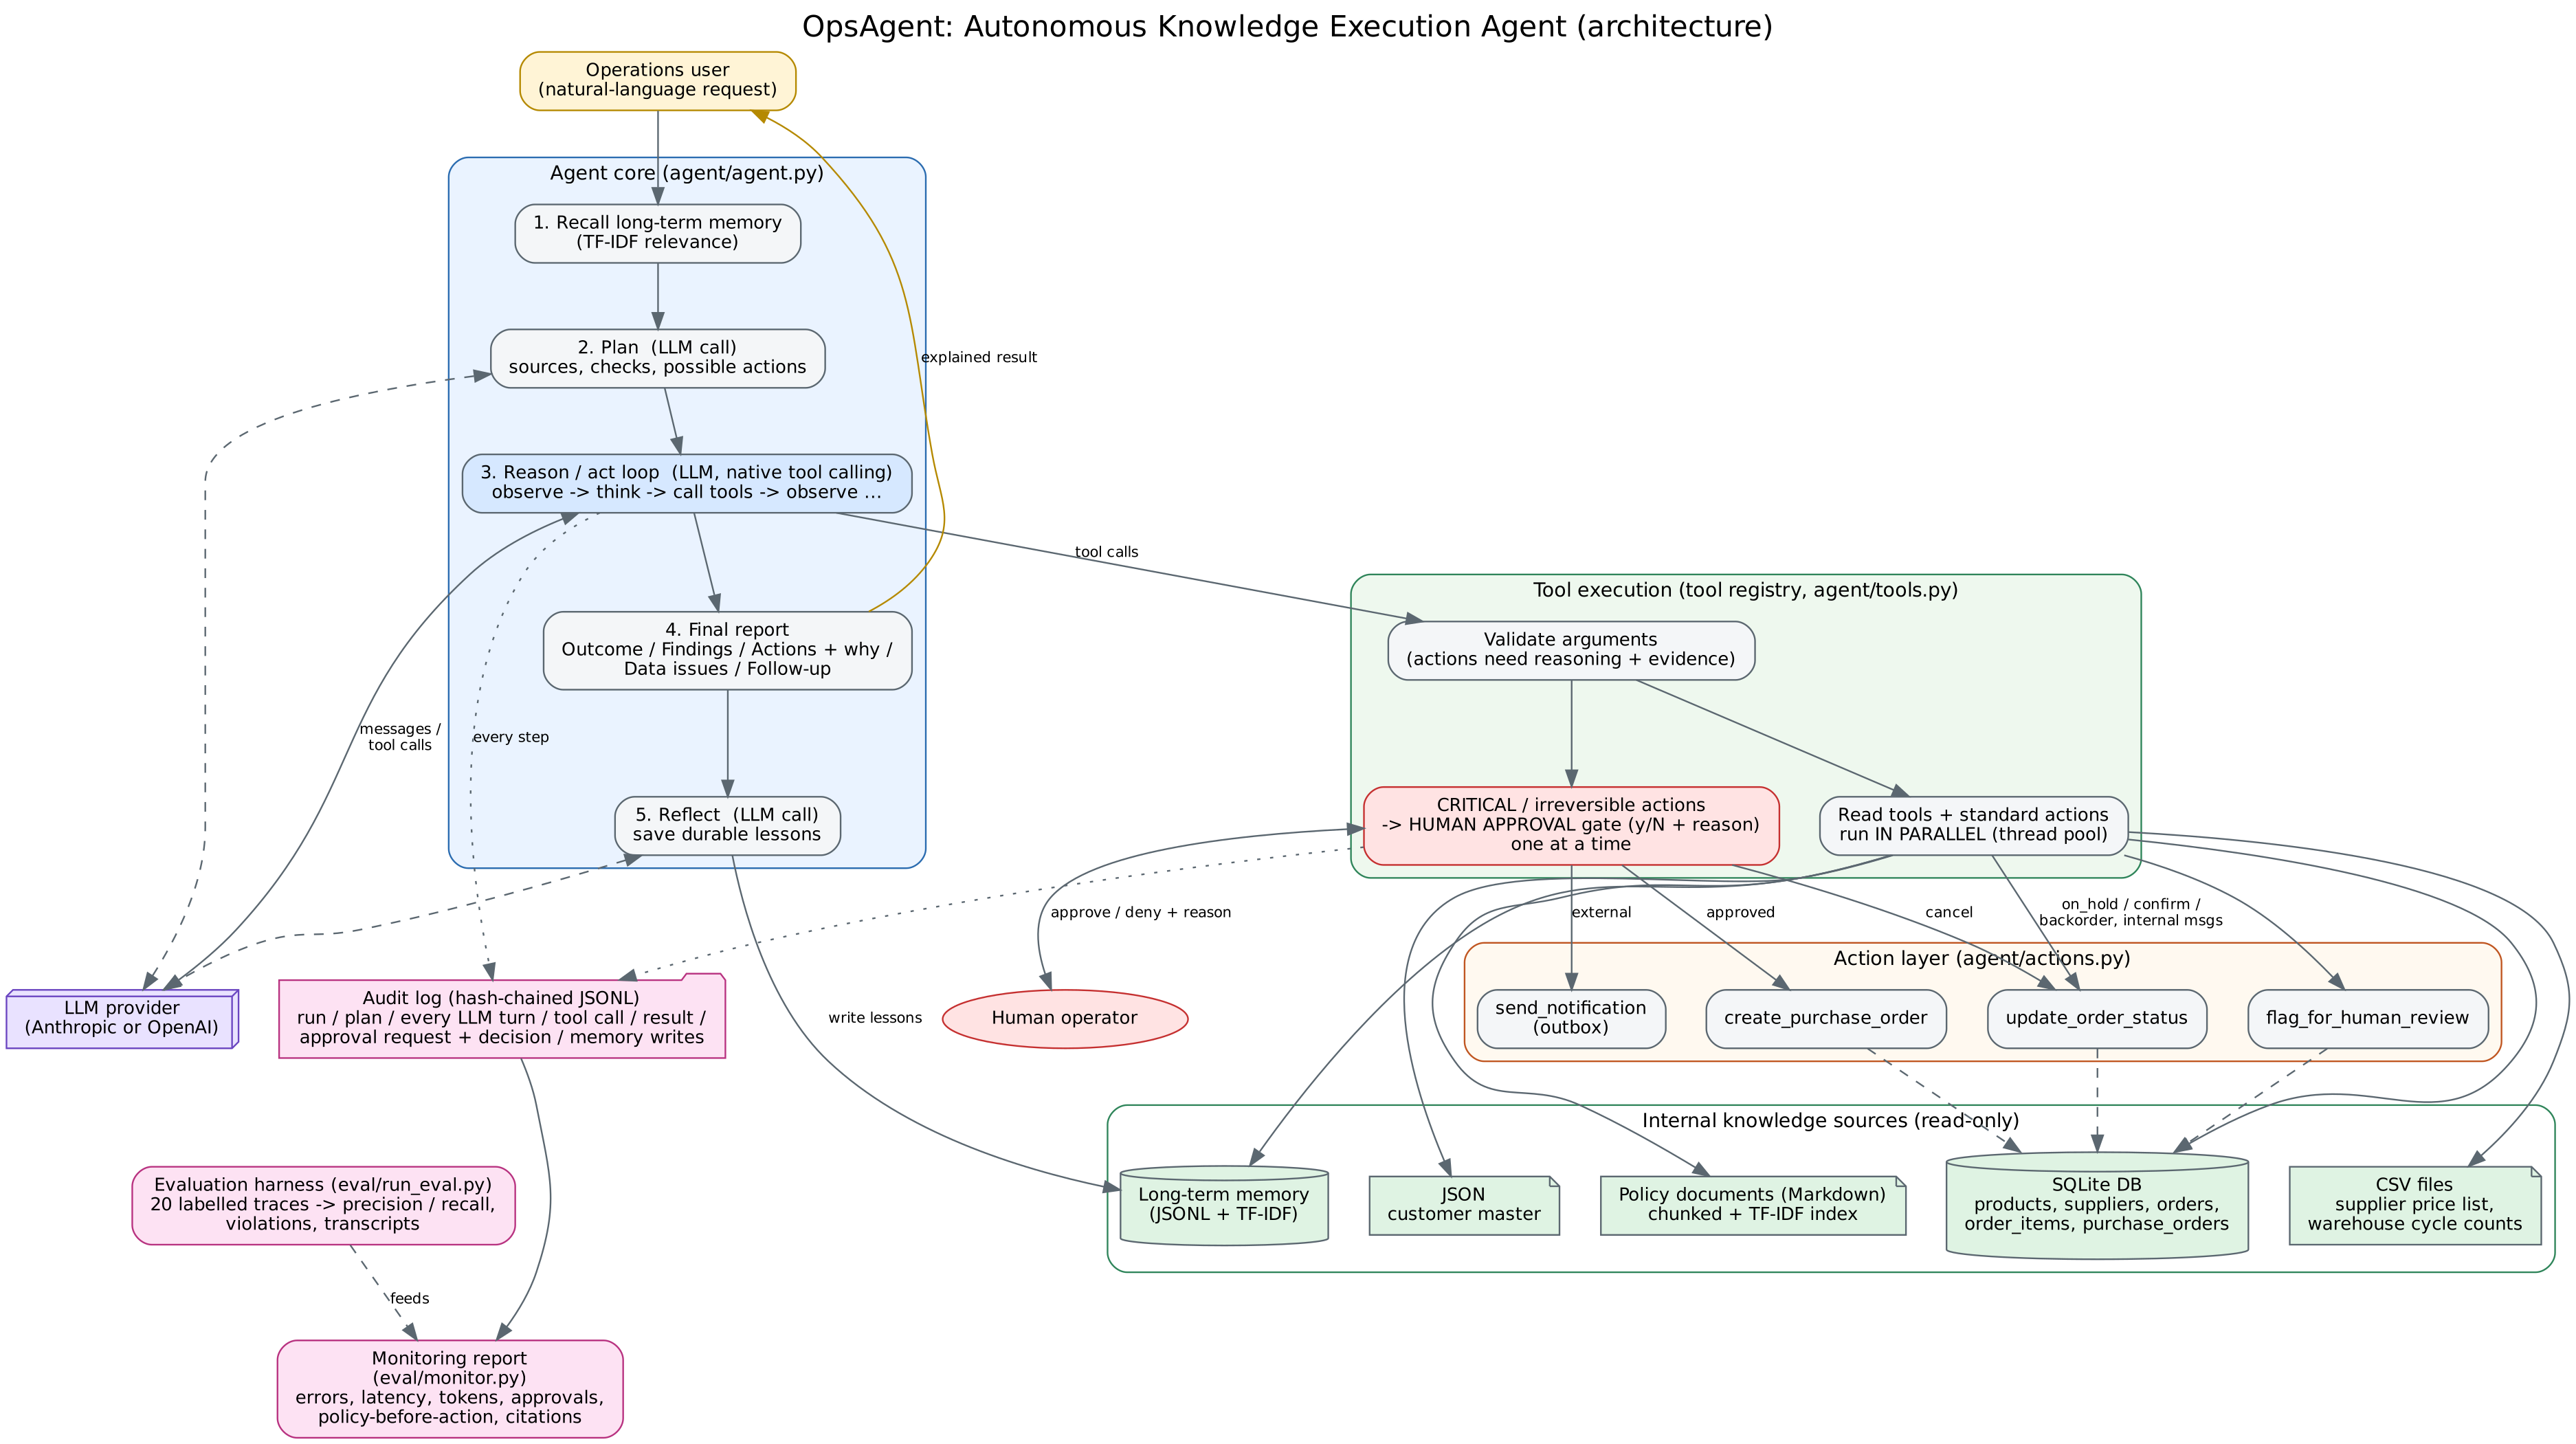 OpsAgent: Autonomous Knowledge Execution Agent (architecture)
Operations user
(natural-language request)
Agent core (agent/agent.py)
1. Recall long-term memory
(TF-IDF relevance)
2. Plan  (LLM call)
sources, checks, possible actions
explained result
3. Reason / act loop  (LLM, native tool calling)
observe -> think -> call tools -> observe ...
tool calls
Tool execution (tool registry, agent/tools.py)
4. Final report
Outcome / Findings / Actions + why /
Data issues / Follow-up
Validate arguments
(actions need reasoning + evidence)
messages /
tool calls
every step
5. Reflect  (LLM call)
save durable lessons
CRITICAL / irreversible actions
-> HUMAN APPROVAL gate (y/N + reason)
one at a time
Read tools + standard actions
run IN PARALLEL (thread pool)
approve / deny + reason
external
approved
cancel
on_hold / confirm /
backorder, internal msgs
Action layer (agent/actions.py)
LLM provider
(Anthropic or OpenAI)
Audit log (hash-chained JSONL)
run / plan / every LLM turn / tool call / result /
approval request + decision / memory writes
write lessons
Human operator
send_notification
(outbox)
create_purchase_order
update_order_status
flag_for_human_review
Internal knowledge sources (read-only)
Evaluation harness (eval/run_eval.py)
20 labelled traces -> precision / recall,
violations, transcripts
Long-term memory
(JSONL + TF-IDF)
JSON
customer master
Policy documents (Markdown)
chunked + TF-IDF index
SQLite DB
products, suppliers, orders,
order_items, purchase_orders
CSV files
supplier price list,
warehouse cycle counts
feeds
Monitoring report
(eval/monitor.py)
errors, latency, tokens, approvals,
policy-before-action, citations